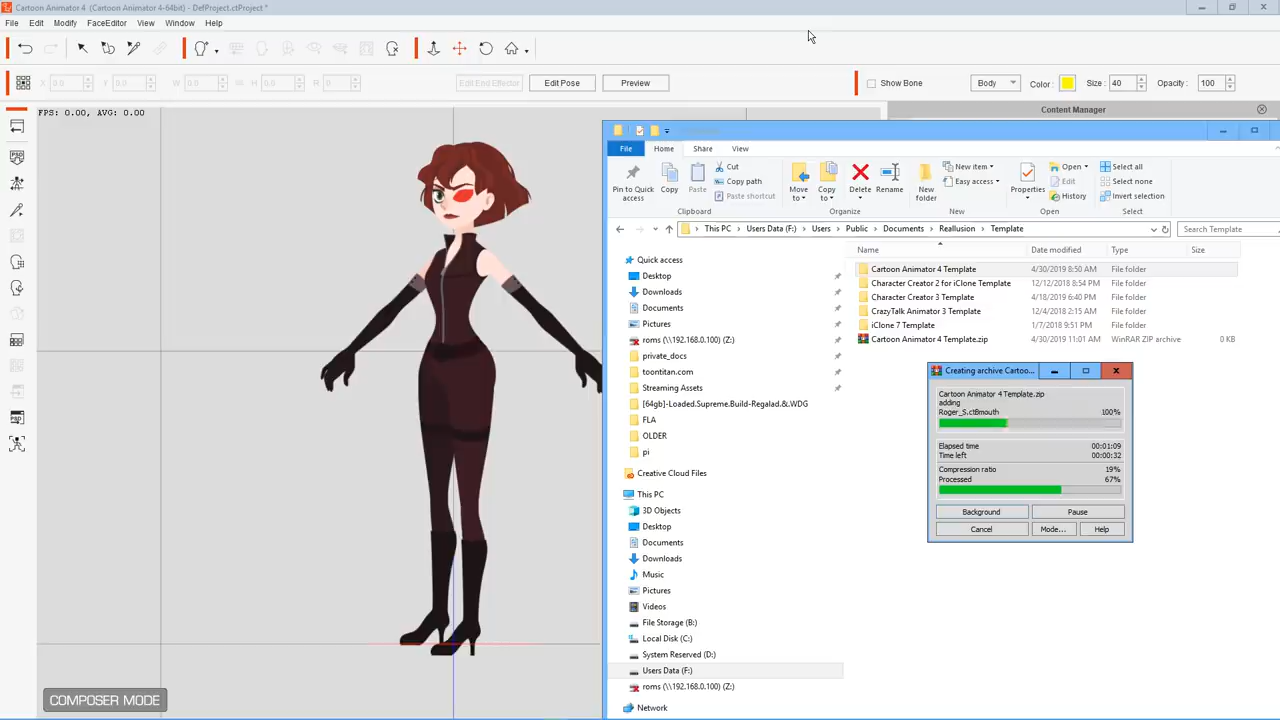 Cartoon Animator 4 (Cartoon Animator 4-64bit) - DefProject.ctProject *
File Edit Modify FaceEditor View Window Help
X 0.0 Y 0.0 W 0.0 H 0.0 R 0 Edit End Effector Edit Pose Preview Show Bone Body Color: Size: 40 Opacity: 100
FPS: 0.00, AVG: 0.00
Content Manager
File Home Share View
Pin to Quick access
Copy
Paste
Cut
Copy path
Paste shortcut
Move to
Copy to
Delete
Rename
New folder
New item
Easy access
Properties
Open
Edit
History
Select all
Select none
Invert selection
Clipboard Organize New Open Select
This PC Users Data (F:) Users Public Documents Reallusion Template
Search Template
Name Date modified Type Size
Cartoon Animator 4 Template 4/30/2019 8:50 AM File folder
Character Creator 2 for iClone Template 12/12/2018 8:54 PM File folder
Character Creator 3 Template 4/18/2019 6:40 PM File folder
CrazyTalk Animator 3 Template 12/4/2018 2:15 AM File folder
iClone 7 Template 1/7/2018 9:51 PM File folder
Cartoon Animator 4 Template.zip 4/30/2019 11:01 AM WinRAR ZIP archive 0 KB
Quick access
Desktop
Downloads
Documents
Pictures
roms (\\192.168.0.100) (Z:)
private_docs
toontitan.com
Streaming Assets
[64gb]-Loaded.Supreme.Build-Regalad.&.WDG
FLA
OLDER
pi
Creative Cloud Files
This PC
3D Objects
Desktop
Documents
Downloads
Music
Pictures
Videos
File Storage (B:)
Local Disk (C:)
System Reserved (D:)
Users Data (F:)
roms (\\192.168.0.100) (Z:)
Network
Creating archive Cartoo...
Cartoon Animator 4 Template.zip
adding
Roger_S.ctBmouth 100%
Elapsed time 00:01:09
Time left 00:00:32
Compression ratio 19%
Processed 67%
Background Pause
Cancel Mode... Help
COMPOSER MODE